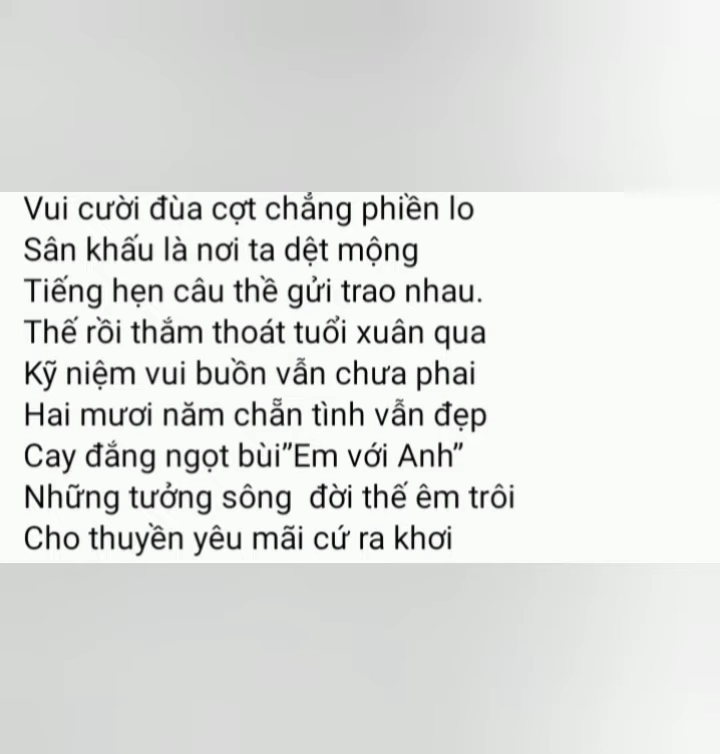 Vui cười đùa cợt chẳng phiền lo
Sân khấu là nơi ta dệt mộng
Tiếng hẹn câu thề gửi trao nhau.
Thế rồi thắm thoát tuổi xuân qua
Kỹ niệm vui buồn vẫn chưa phai
Hai mươi năm chẵn tình vẫn đẹp
Cay đắng ngọt bùi"Em với Anh"
Những tưởng sông  đời thế êm trôi
Cho thuyền yêu mãi cứ ra khơi